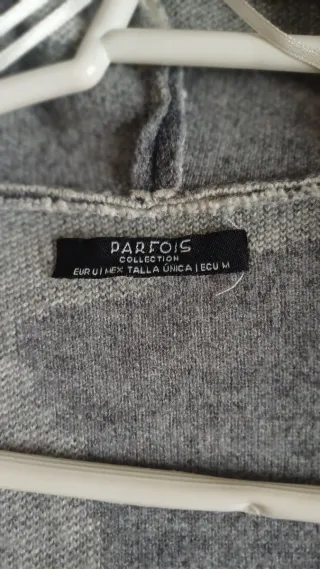 PARFOIS
COLLECTION
EUR U | MEX TALLA ÚNICA | ECU M